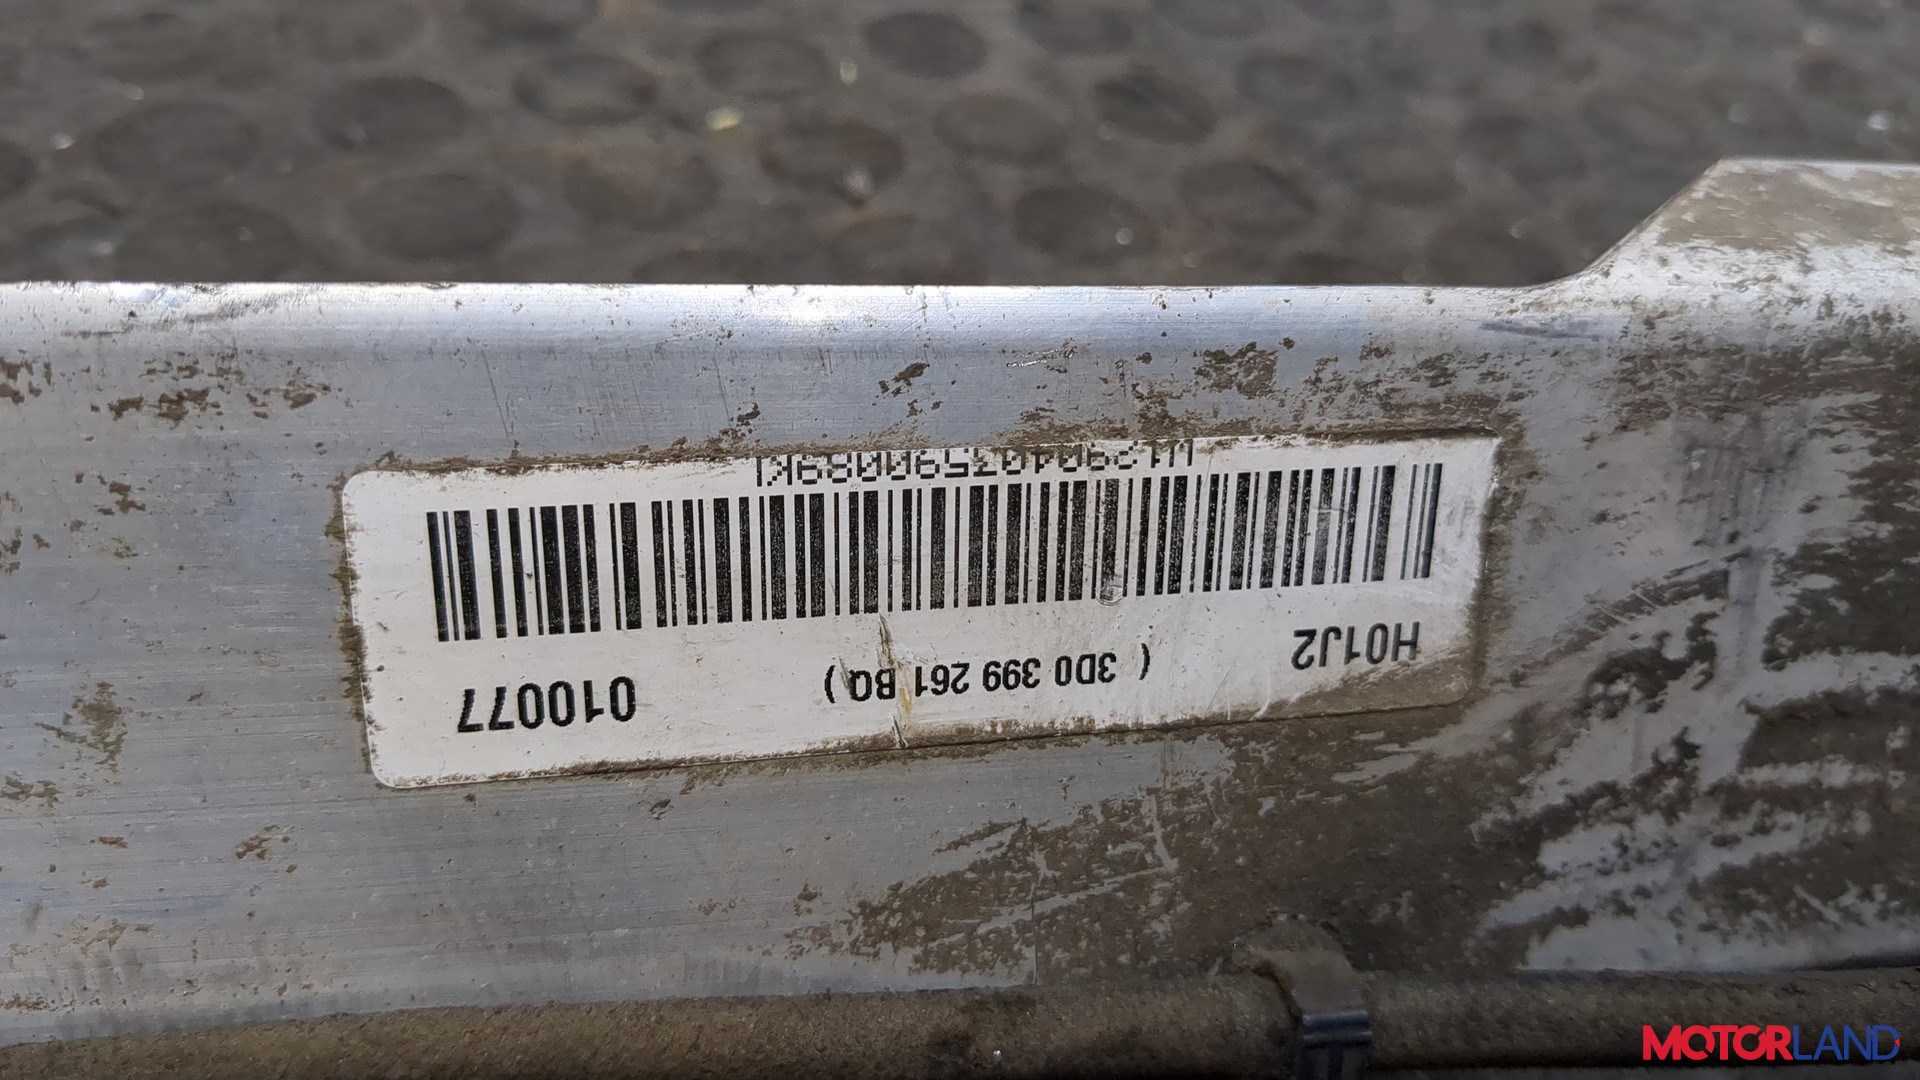 H01J2 ( 3D0 399 261 BQ ) 010077
MOTORLAND